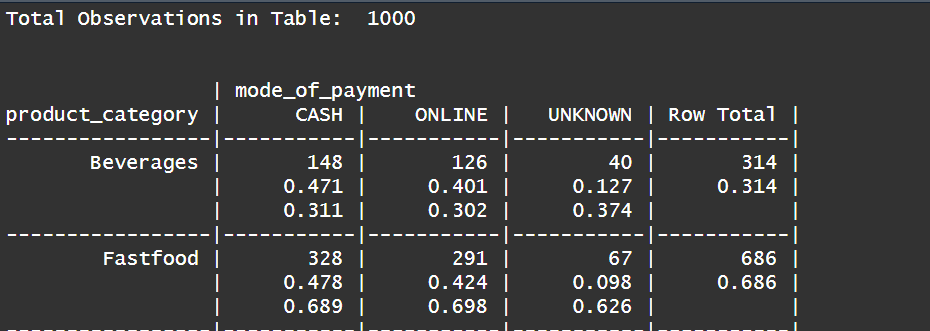 Total Observations in Table:  1000
                 | mode_of_payment
product_category |      CASH |    ONLINE |   UNKNOWN | Row Total |
-----------------|-----------|-----------|-----------|-----------|
       Beverages |       148 |       126 |        40 |       314 |
                 |     0.471 |     0.401 |     0.127 |     0.314 |
                 |     0.311 |     0.302 |     0.374 |           |
-----------------|-----------|-----------|-----------|-----------|
        Fastfood |       328 |       291 |        67 |       686 |
                 |     0.478 |     0.424 |     0.098 |     0.686 |
                 |     0.689 |     0.698 |     0.626 |           |
-----------------|-----------|-----------|-----------|-----------|